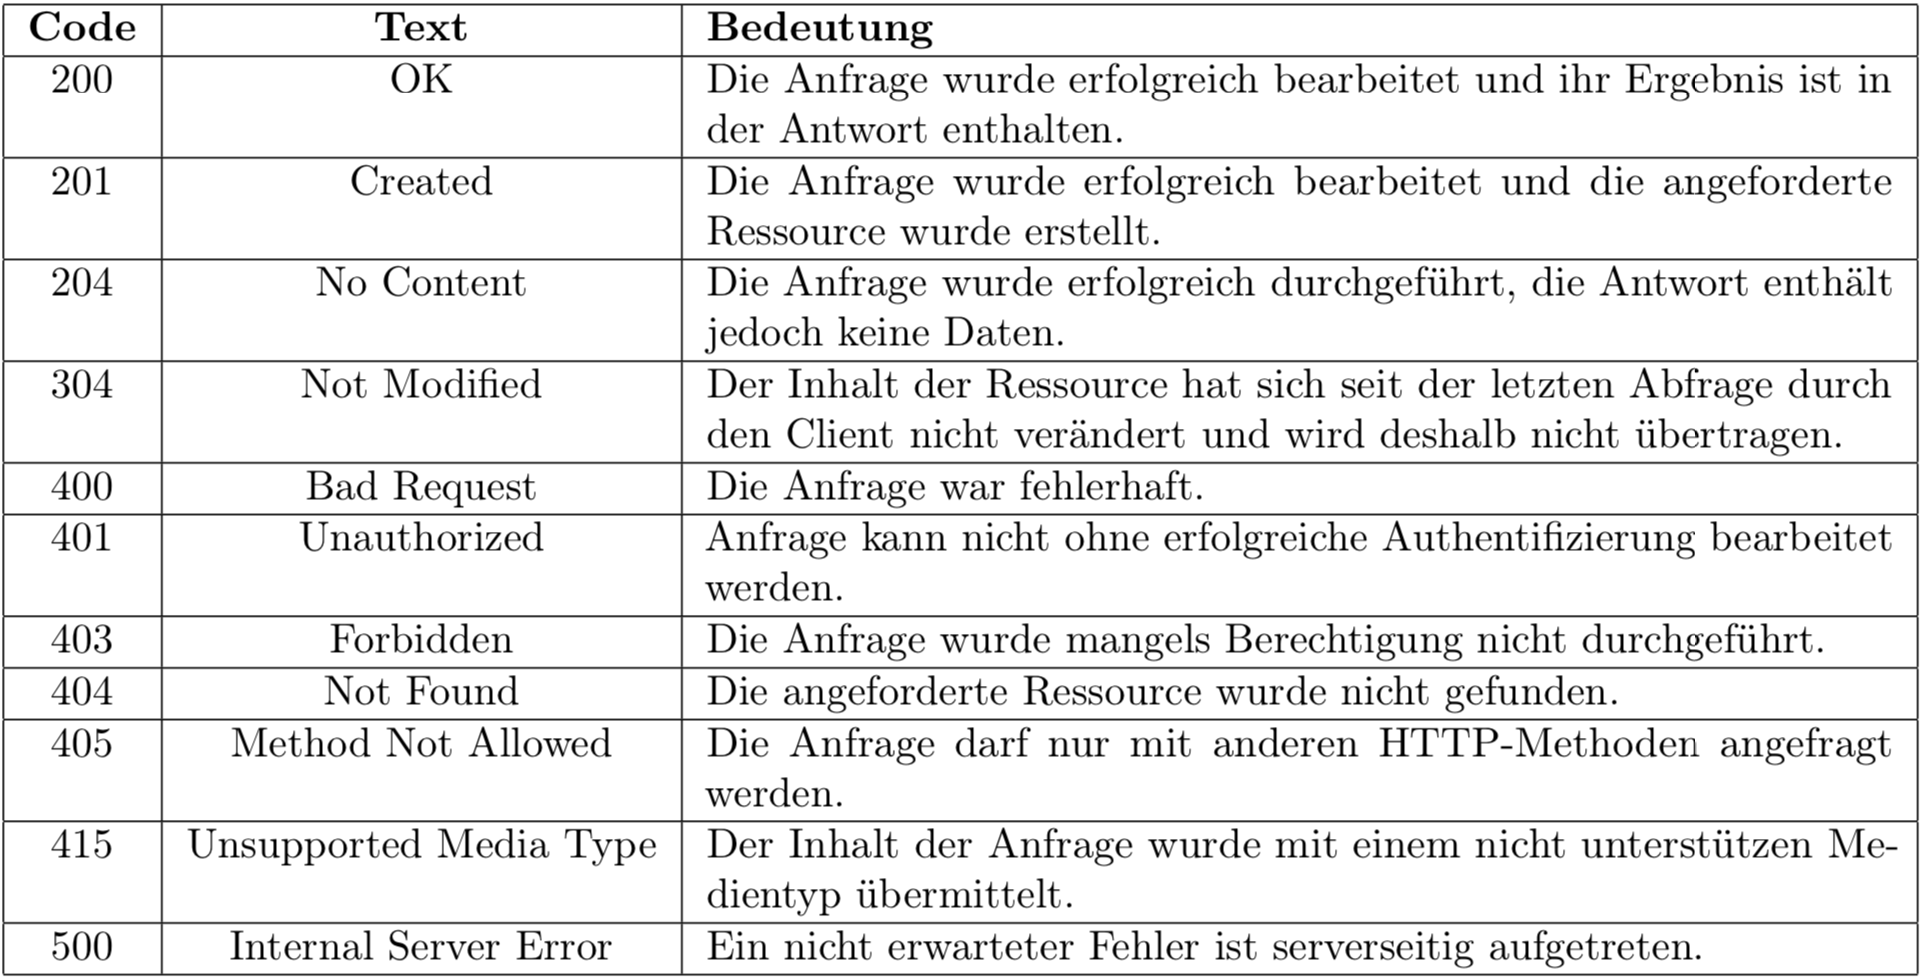 Code Text Bedeutung
200 OK Die Anfrage wurde erfolgreich bearbeitet und ihr Ergebnis ist in
der Antwort enthalten.
201 Created Die Anfrage wurde erfolgreich bearbeitet und die angeforderte
Ressource wurde erstellt.
204 No Content Die Anfrage wurde erfolgreich durchgeführt, die Antwort enthält
jedoch keine Daten.
304 Not Modified Der Inhalt der Ressource hat sich seit der letzten Abfrage durch
den Client nicht verändert und wird deshalb nicht übertragen.
400 Bad Request Die Anfrage war fehlerhaft.
401 Unauthorized Anfrage kann nicht ohne erfolgreiche Authentifizierung bearbeitet
werden.
403 Forbidden Die Anfrage wurde mangels Berechtigung nicht durchgeführt.
404 Not Found Die angeforderte Ressource wurde nicht gefunden.
405 Method Not Allowed Die Anfrage darf nur mit anderen HTTP-Methoden angefragt
werden.
415 Unsupported Media Type Der Inhalt der Anfrage wurde mit einem nicht unterstützen Me-
dientyp übermittelt.
500 Internal Server Error Ein nicht erwarteter Fehler ist serverseitig aufgetreten.